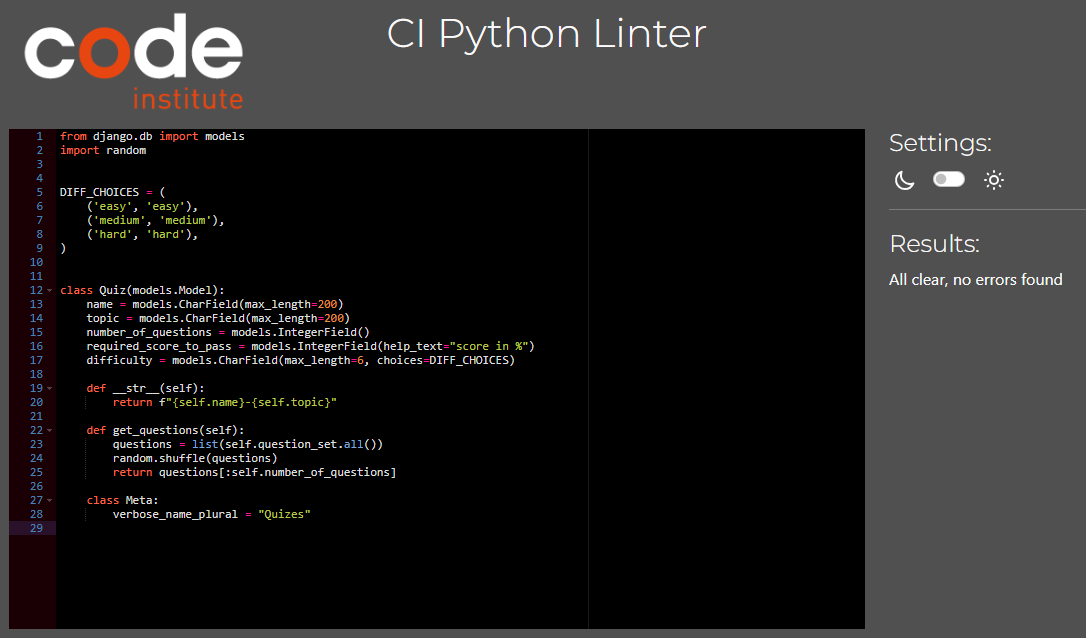 code
institute
CI Python Linter
1 from django.db import models
2 import random
3
4
5 DIFF_CHOICES = (
6     ('easy', 'easy'),
7     ('medium', 'medium'),
8     ('hard', 'hard'),
9 )
10
11
12 class Quiz(models.Model):
13     name = models.CharField(max_length=200)
14     topic = models.CharField(max_length=200)
15     number_of_questions = models.IntegerField()
16     required_score_to_pass = models.IntegerField(help_text="score in %")
17     difficulty = models.CharField(max_length=6, choices=DIFF_CHOICES)
18
19     def __str__(self):
20         return f"{self.name}-{self.topic}"
21
22     def get_questions(self):
23         questions = list(self.question_set.all())
24         random.shuffle(questions)
25         return questions[:self.number_of_questions]
26
27     class Meta:
28         verbose_name_plural = "Quizes"
29
Settings:
Results:
All clear, no errors found